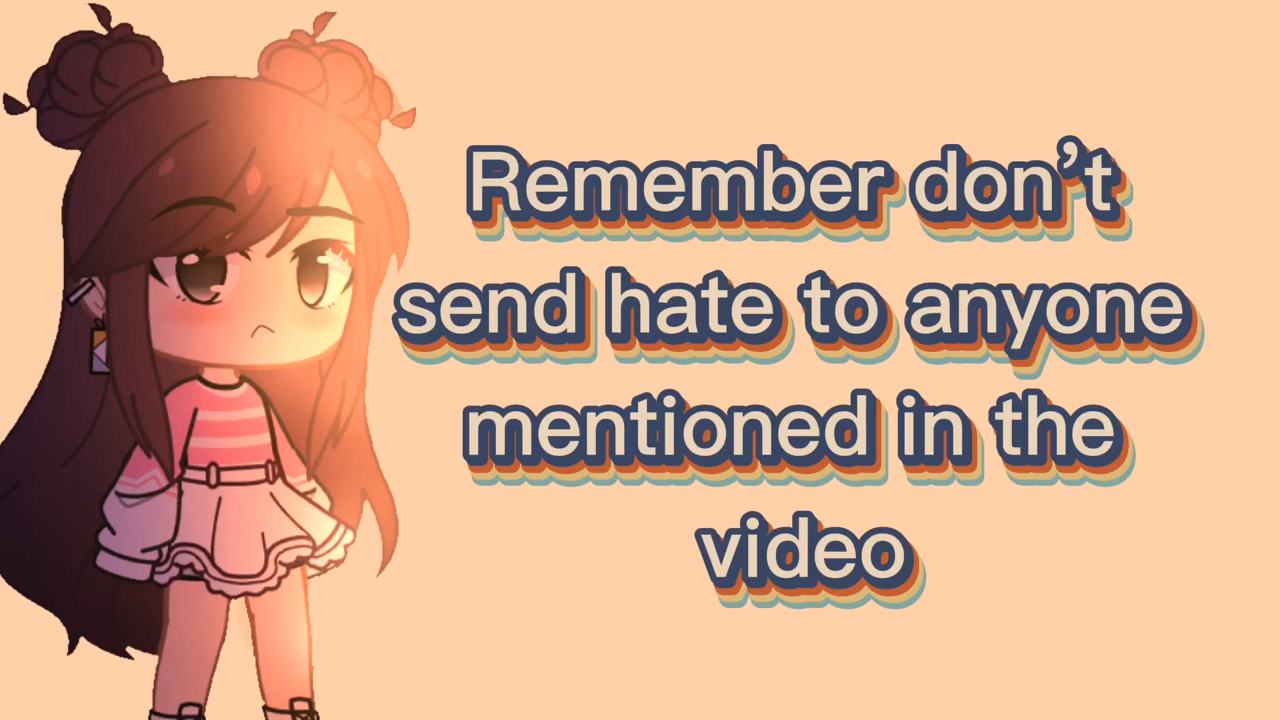 Remember don’t
send hate to anyone
mentioned in the
video